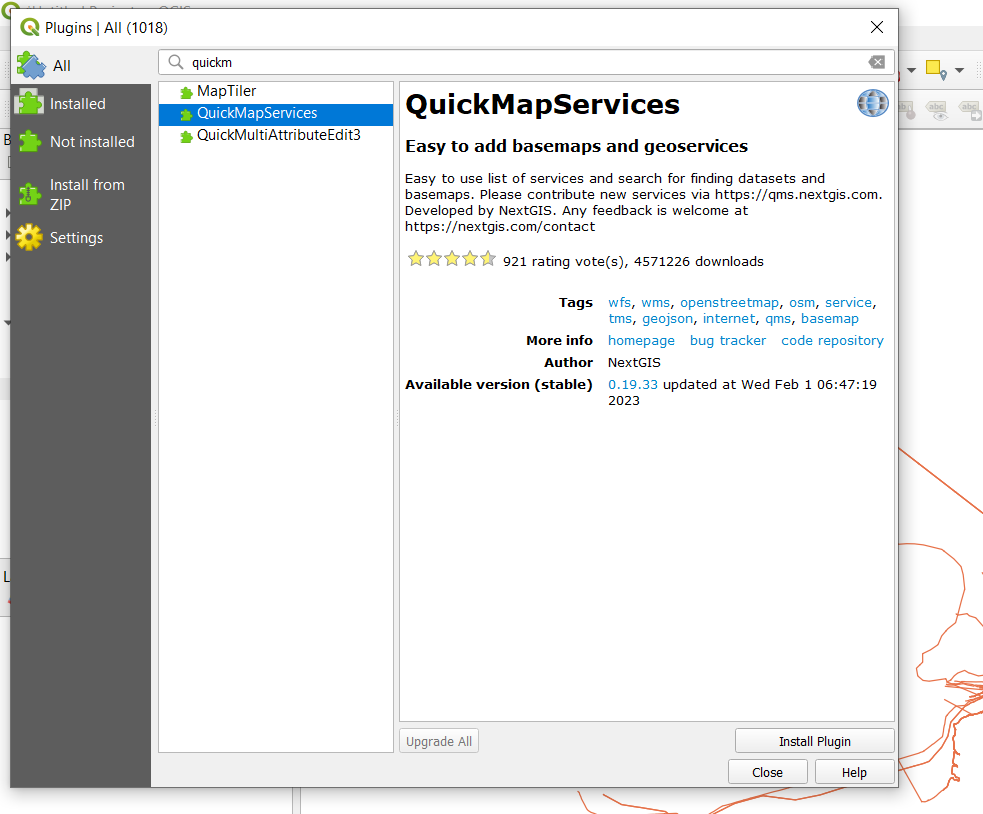 Plugins | All (1018)
All
Installed
Not installed
Install from
ZIP
Settings
quickm
MapTiler
QuickMapServices
QuickMultiAttributeEdit3
QuickMapServices
Easy to add basemaps and geoservices
Easy to use list of services and search for finding datasets and
basemaps. Please contribute new services via https://qms.nextgis.com.
Developed by NextGIS. Any feedback is welcome at
https://nextgis.com/contact
921 rating vote(s), 4571226 downloads
Tags wfs, wms, openstreetmap, osm, service,
tms, geojson, internet, qms, basemap
More info homepage bug tracker code repository
Author NextGIS
Available version (stable) 0.19.33 updated at Wed Feb 1 06:47:19
2023
Upgrade All
Install Plugin
Close
Help
abc
abc